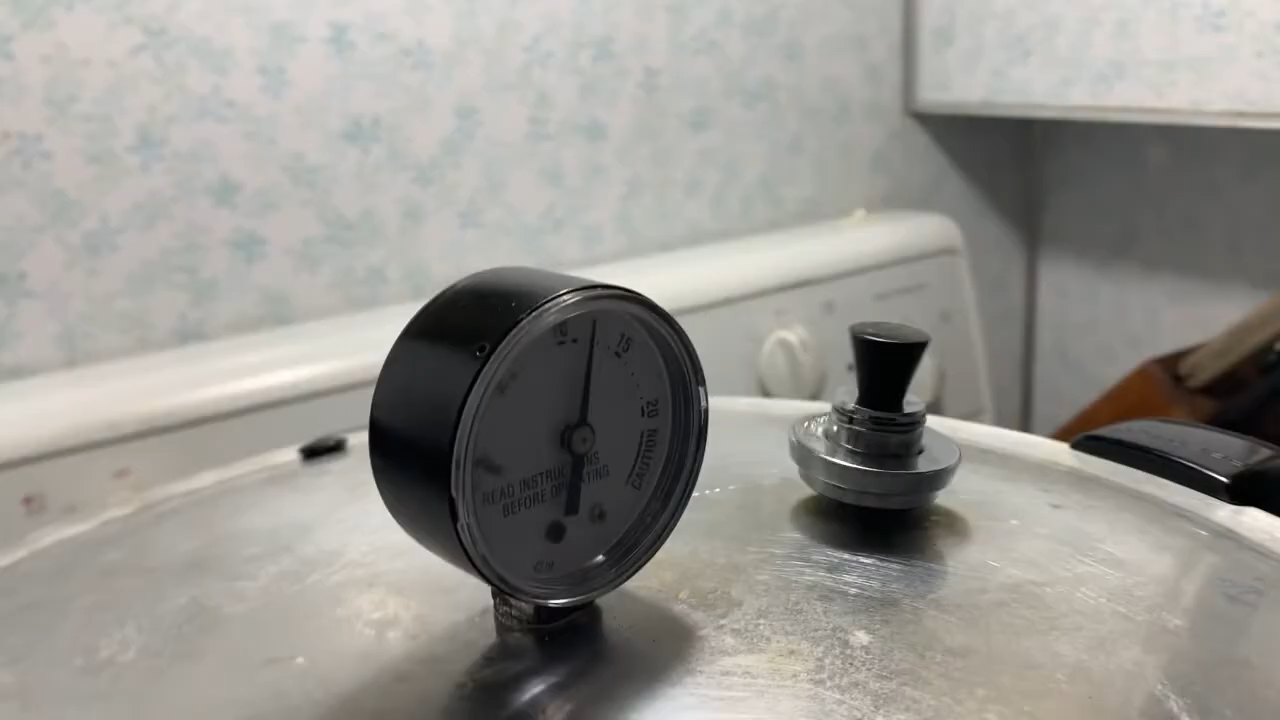 10
15
20
CAUTION
READ INSTRUCTIONS
BEFORE OPERATING